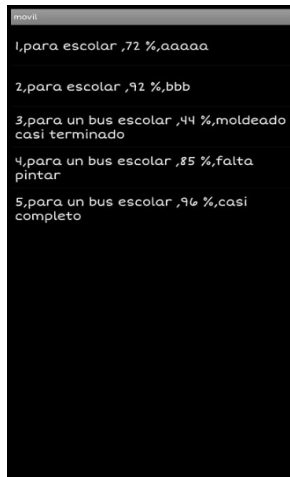 movil
1,para escolar ,72 %,aaaaa
2,para escolar ,92 %,bbb
3,para un bus escolar ,44 %,moldeado
casi terminado
4,para un bus escolar ,85 %,falta
pintar
5,para un bus escolar ,96 %,casi
completo